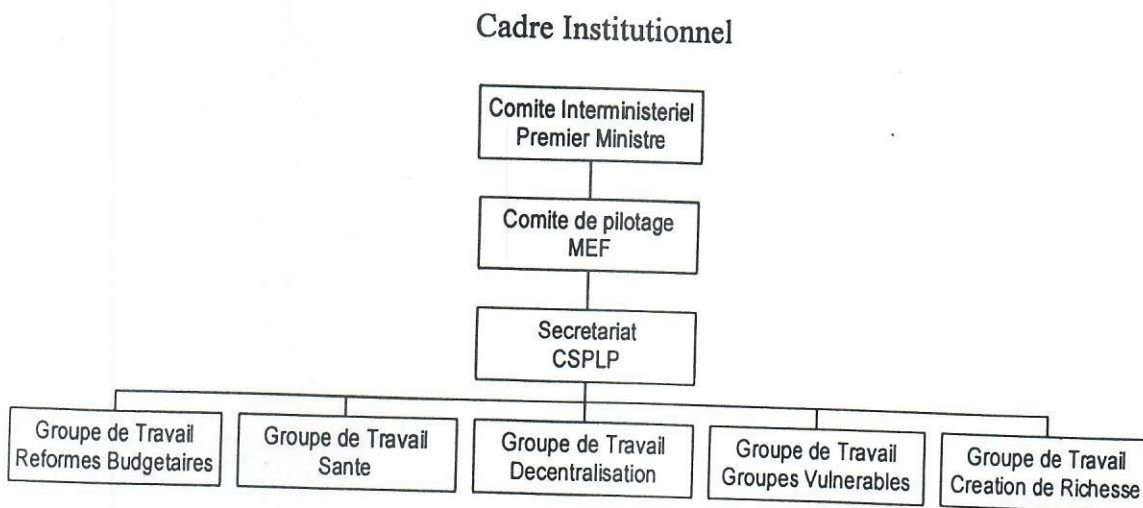 Cadre Institutionnel
Comite Interministeriel
Premier Ministre
Comite de pilotage
MEF
Secretariat
CSPLP
Groupe de Travail
Reformes Budgetaires
Groupe de Travail
Sante
Groupe de Travail
Decentralisation
Groupe de Travail
Groupes Vulnerables
Groupe de Travail
Creation de Richesse